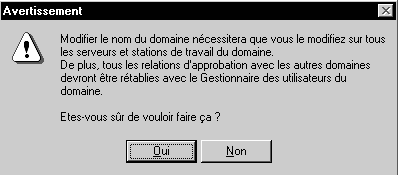 Avertissement
Modifier le nom du domaine nécessitera que vous le modifiez sur tous
les serveurs et stations de travail du domaine.
De plus, tous les relations d'approbation avec les autres domaines
devront être rétablies avec le Gestionnaire des utilisateurs du
domaine.
Etes-vous sûr de vouloir faire ça ?
Oui
Non